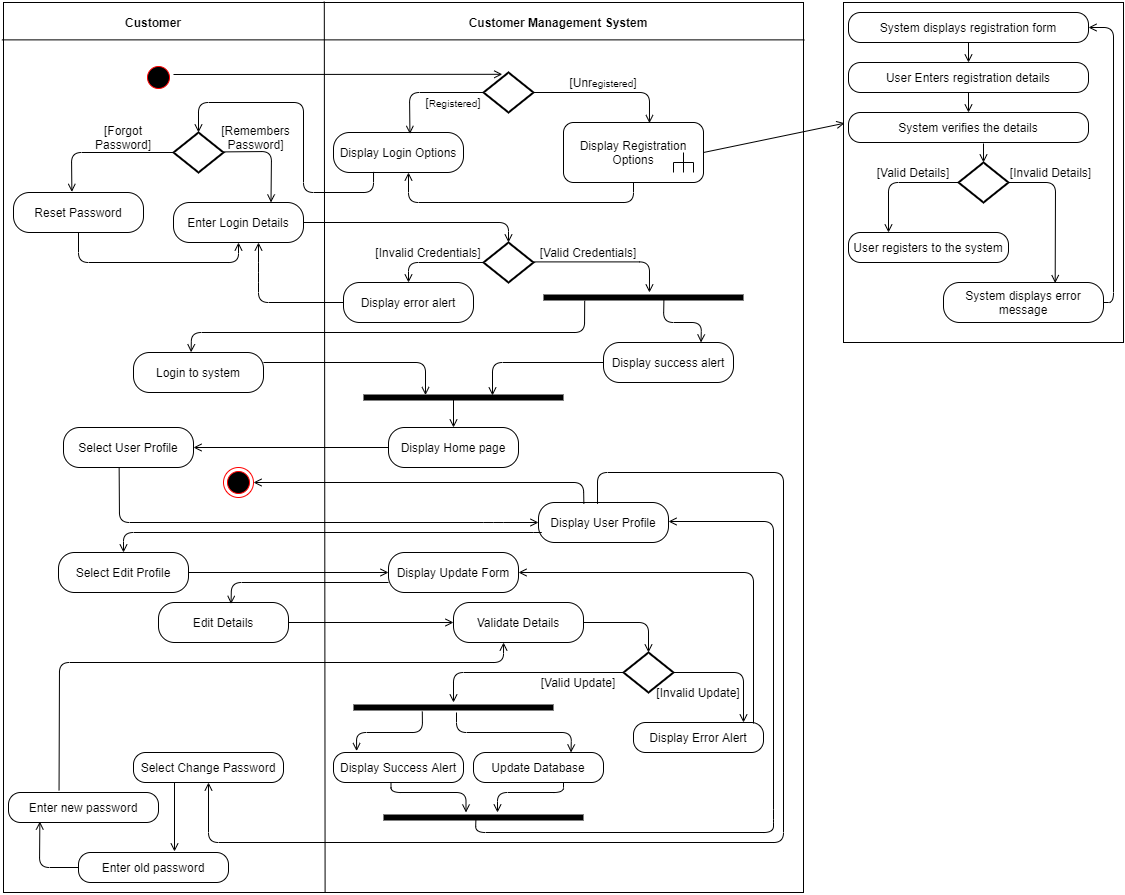 Customer
Customer Management System
System displays registration form
User Enters registration details
System verifies the details
[Valid Details]
[Invalid Details]
User registers to the system
System displays error
message
[Unregistered]
[Registered]
[Forgot
Password]
[Remembers
Password]
Display Login Options
Display Registration
Options
Reset Password
Enter Login Details
[Invalid Credentials]
[Valid Credentials]
Display error alert
Login to system
Display success alert
Select User Profile
Display Home page
Display User Profile
Select Edit Profile
Display Update Form
Edit Details
Validate Details
[Valid Update]
[Invalid Update]
Display Error Alert
Select Change Password
Display Success Alert
Update Database
Enter new password
Enter old password